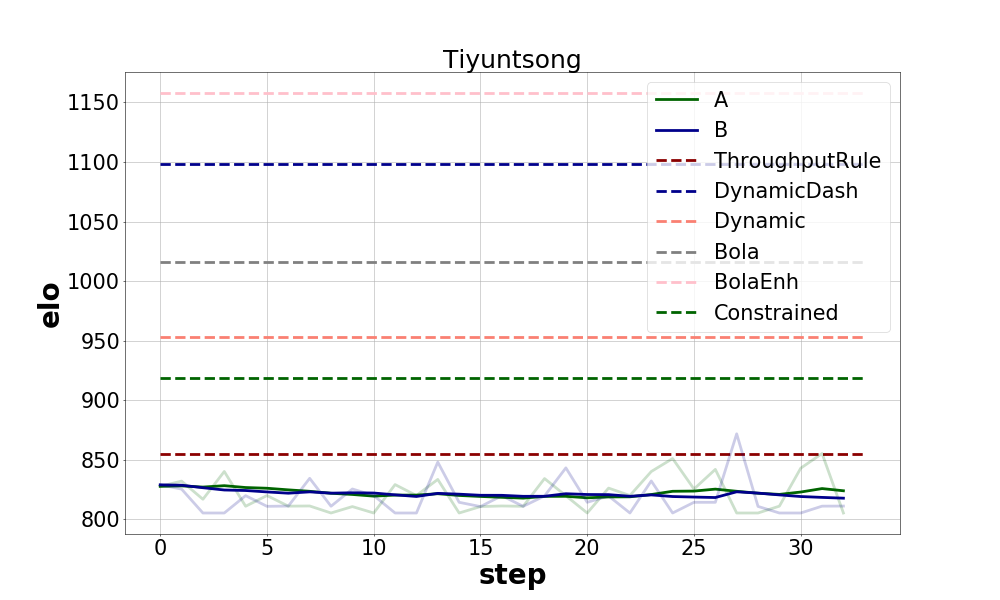 Tiyuntsong
1150
1100
1050
1000
950
900
850
800
elo
A
B
ThroughputRule
DynamicDash
Dynamic
Bola
BolaEnh
Constrained
0 5 10 15 20 25 30
step